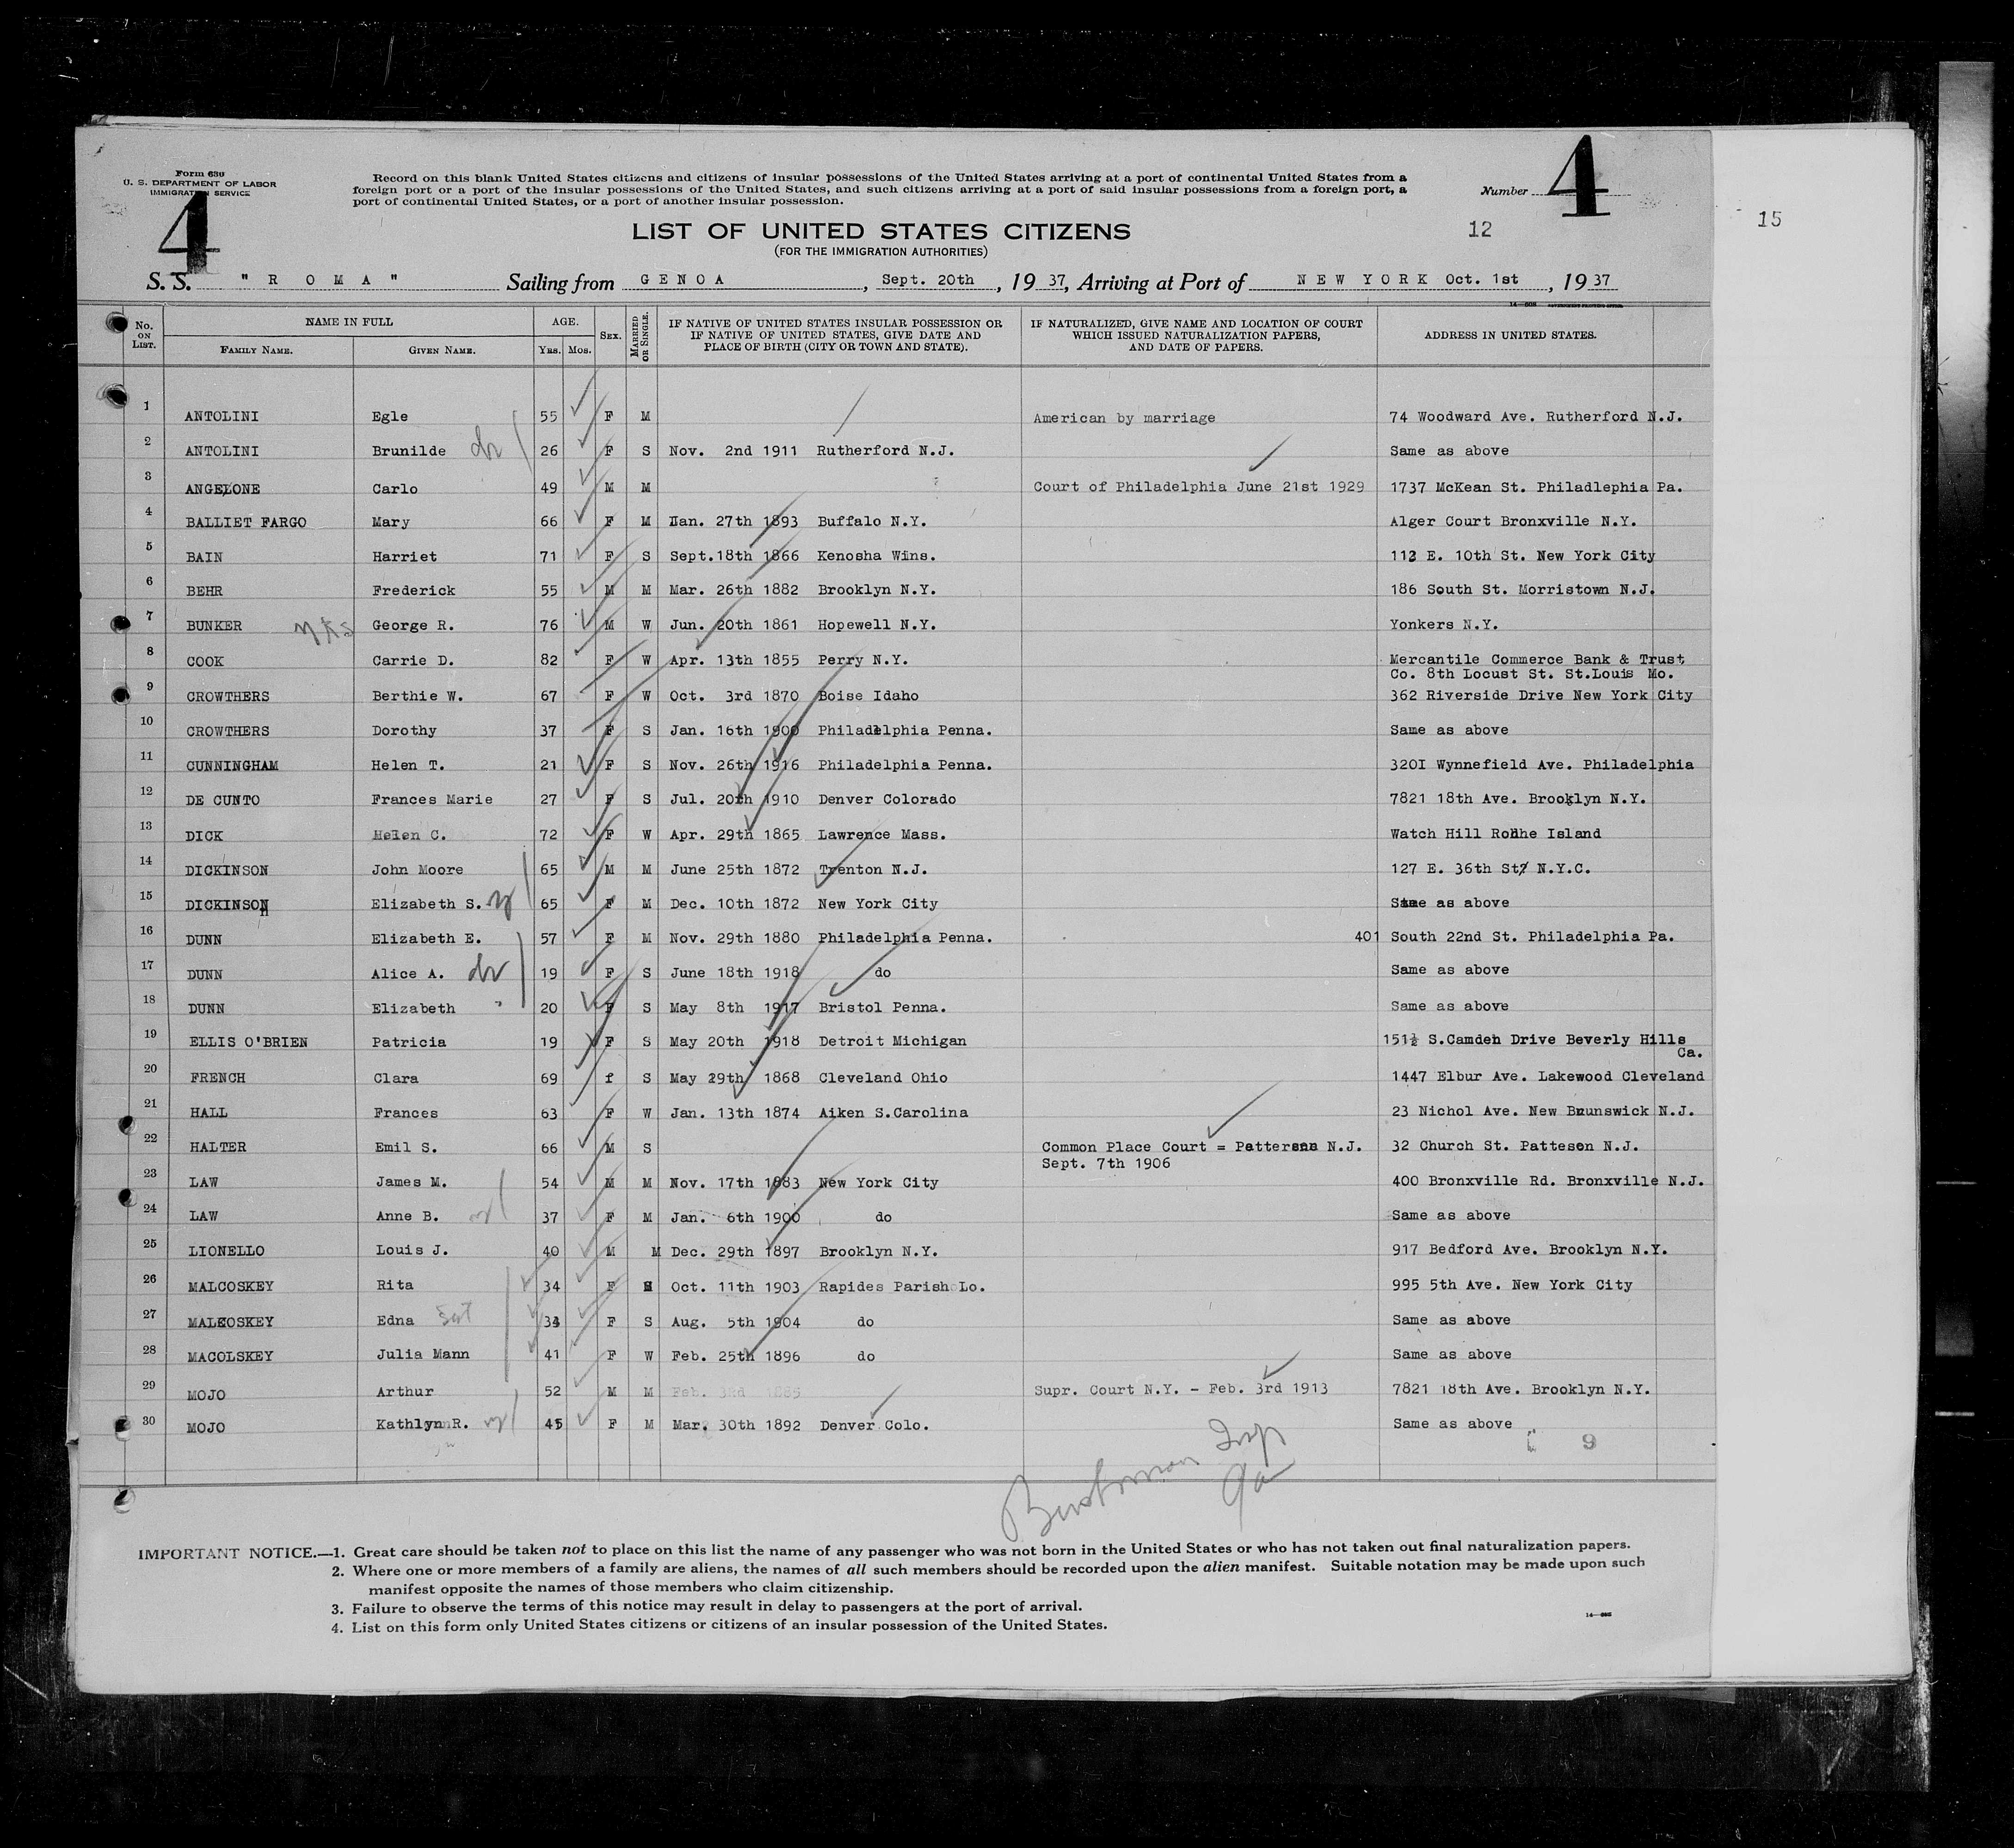 Form 630
U. S. DEPARTMENT OF LABOR
IMMIGRATION SERVICE
Record on this blank United States citizens and citizens of insular possessions of the United States arriving at a port of continental United States from a
foreign port or a port of the insular possessions of the United States, and such citizens arriving at a port of said insular possessions from a foreign port, a
port of continental United States, or a port of another insular possession.
Number 4
4
12
15
LIST OF UNITED STATES CITIZENS
(FOR THE IMMIGRATION AUTHORITIES)
S. S. " R O M A " Sailing from G E N O A , Sept. 20th , 19 37, Arriving at Port of N E W Y O R K Oct. 1st , 19 37
No. ON LIST. NAME IN FULL FAMILY NAME. GIVEN NAME. AGE. YRS. MOS. SEX. MARRIED OR SINGLE. IF NATIVE OF UNITED STATES INSULAR POSSESSION OR IF NATIVE OF UNITED STATES, GIVE DATE AND PLACE OF BIRTH (CITY OR TOWN AND STATE). IF NATURALIZED, GIVE NAME AND LOCATION OF COURT WHICH ISSUED NATURALIZATION PAPERS, AND DATE OF PAPERS. ADDRESS IN UNITED STATES.
1 ANTOLINI Egle 55 F M American by marriage 74 Woodward Ave. Rutherford N.J.
2 ANTOLINI Brunilde 26 F S Nov. 2nd 1911 Rutherford N.J. Same as above
3 ANGELONE Carlo 49 M M Court of Philadelphia June 21st 1929 1737 McKean St. Philadlephia Pa.
4 BALLIET FARGO Mary 66 F M Jan. 27th 1893 Buffalo N.Y. Alger Court Bronxville N.Y.
5 BAIN Harriet 71 F S Sept.18th 1866 Kenosha Wins. 112 E. 10th St. New York City
6 BEHR Frederick 55 M M Mar. 26th 1882 Brooklyn N.Y. 186 South St. Morristown N.J.
7 BUNKER George R. 76 M W Jun. 20th 1861 Hopewell N.Y. Yonkers N.Y.
8 COOK Carrie D. 82 F W Apr. 13th 1855 Perry N.Y. Mercantile Commerce Bank & Trust
Co. 8th Locust St. St.Louis Mo.
9 CROWTHERS Berthie W. 67 F W Oct. 3rd 1870 Boise Idaho 362 Riverside Drive New York City
10 CROWTHERS Dorothy 37 F S Jan. 16th 1900 Philadelphia Penna. Same as above
11 CUNNINGHAM Helen T. 21 F S Nov. 26th 1916 Philadelphia Penna. 320I Wynnefield Ave. Philadelphia
12 DE CUNTO Frances Marie 27 F S Jul. 20th 1910 Denver Colorado 7821 18th Ave. Brooklyn N.Y.
13 DICK Helen C. 72 F W Apr. 29th 1865 Lawrence Mass. Watch Hill Rohhe Island
14 DICKINSON John Moore 65 M M June 25th 1872 Trenton N.J. 127 E. 36th St. N.Y.C.
15 DICKINSON Elizabeth S. 65 F M Dec. 10th 1872 New York City Same as above
16 DUNN Elizabeth E. 57 F M Nov. 29th 1880 Philadelphia Penna. 401 South 22nd St. Philadelphia Pa.
17 DUNN Alice A. 19 F S June 18th 1918 do Same as above
18 DUNN Elizabeth 20 F S May 8th 1917 Bristol Penna. Same as above
19 ELLIS O'BRIEN Patricia 19 F S May 20th 1918 Detroit Michigan 151½ S.Camden Drive Beverly Hills
Ca.
20 FRENCH Clara 69 f S May 29th 1868 Cleveland Ohio 1447 Elbur Ave. Lakewood Cleveland
21 HALL Frances 63 F W Jan. 13th 1874 Aiken S.Carolina 23 Nichol Ave. New Brunswick N.J.
22 HALTER Emil S. 66 M S Common Place Court = Patterson N.J. 32 Church St. Patteson N.J.
Sept. 7th 1906
23 LAW James M. 54 M M Nov. 17th 1883 New York City 400 Bronxville Rd. Bronxville N.J.
24 LAW Anne B. 37 F M Jan. 6th 1900 do Same as above
25 LIONELLO Louis J. 40 M M Dec. 29th 1897 Brooklyn N.Y. 917 Bedford Ave. Brooklyn N.Y.
26 MALCOSKEY Rita 34 F S Oct. 11th 1903 Rapides Parish Lo. 995 5th Ave. New York City
27 MALCOSKEY Edna 33 F S Aug. 5th 1904 do Same as above
28 MACOLSKEY Julia Mann 41 F W Feb. 25th 1896 do Same as above
29 MOJO Arthur 52 M M Feb. 3rd 1885 Supr. Court N.Y. - Feb. 3rd 1913 7821 18th Ave. Brooklyn N.Y.
30 MOJO Kathlyn R. 45 F M Mar. 30th 1892 Denver Colo. Same as above
9
IMPORTANT NOTICE.—1. Great care should be taken not to place on this list the name of any passenger who was not born in the United States or who has not taken out final naturalization papers.
2. Where one or more members of a family are aliens, the names of all such members should be recorded upon the alien manifest. Suitable notation may be made upon such
manifest opposite the names of those members who claim citizenship.
3. Failure to observe the terms of this notice may result in delay to passengers at the port of arrival.
4. List on this form only United States citizens or citizens of an insular possession of the United States.